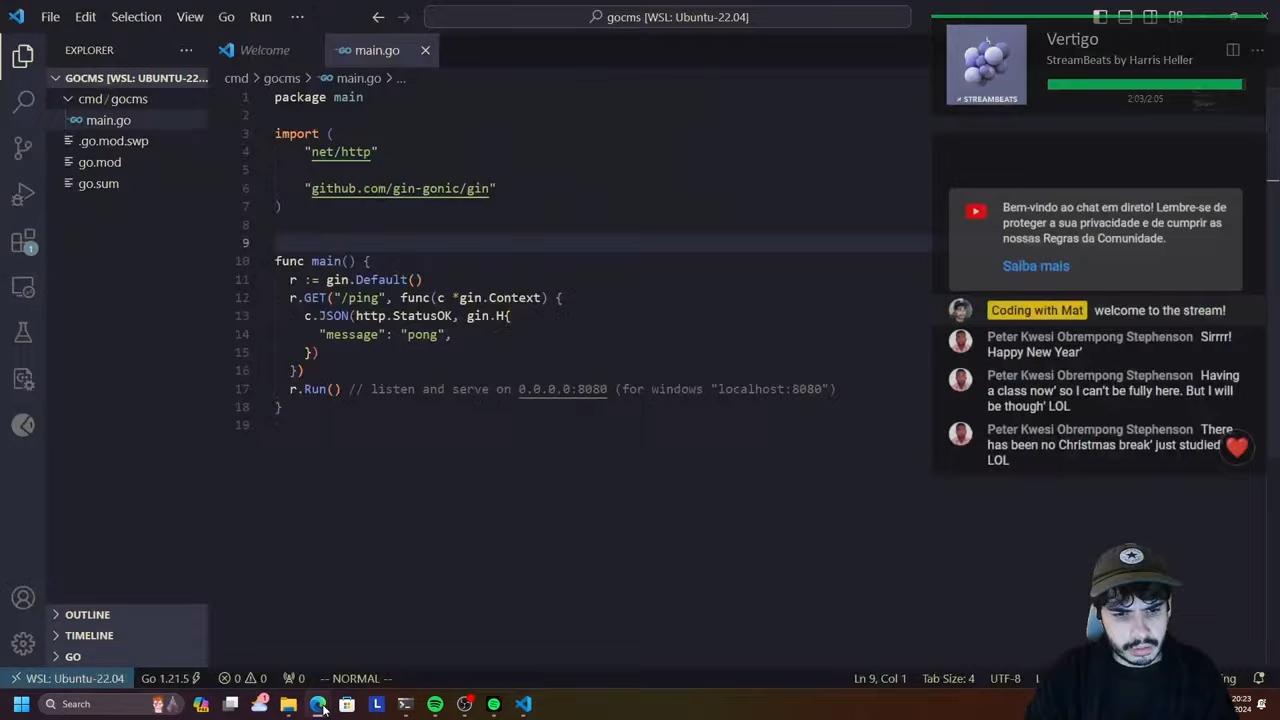 File Edit Selection View Go Run ···
gocms [WSL: Ubuntu-22.04]
EXPLORER
GOCMS [WSL: UBUNTU-22...
cmd / gocms
main.go
.go.mod.swp
go.mod
go.sum
OUTLINE
TIMELINE
GO
1
Welcome
main.go
cmd > gocms > main.go > ...
1 package main
2
3 import (
4 "net/http"
5
6 "github.com/gin-gonic/gin"
7 )
8
9
10 func main() {
11 r := gin.Default()
12 r.GET("/ping", func(c *gin.Context) {
13 c.JSON(http.StatusOK, gin.H{
14 "message": "pong",
15 })
16 })
17 r.Run() // listen and serve on 0.0.0.0:8080 (for windows "localhost:8080")
18 }
19
Vertigo
StreamBeats by Harris Heller
STREAMBEATS
2:03/2:05
Bem-vindo ao chat em direto! Lembre-se de
proteger a sua privacidade e de cumprir as
nossas Regras da Comunidade.
Saiba mais
Coding with Mat welcome to the stream!
Peter Kwesi Obrempong Stephenson Sirrrr!
Happy New Year'
Peter Kwesi Obrempong Stephenson Having
a class now' so I can't be fully here. But I will
be though' LOL
Peter Kwesi Obrempong Stephenson There
has been no Christmas break' just studied
LOL
WSL: Ubuntu-22.04 Go 1.21.5 0 0 0 -- NORMAL -- Ln 9, Col 1 Tab Size: 4 UTF-8
Search
1
20:23
2024